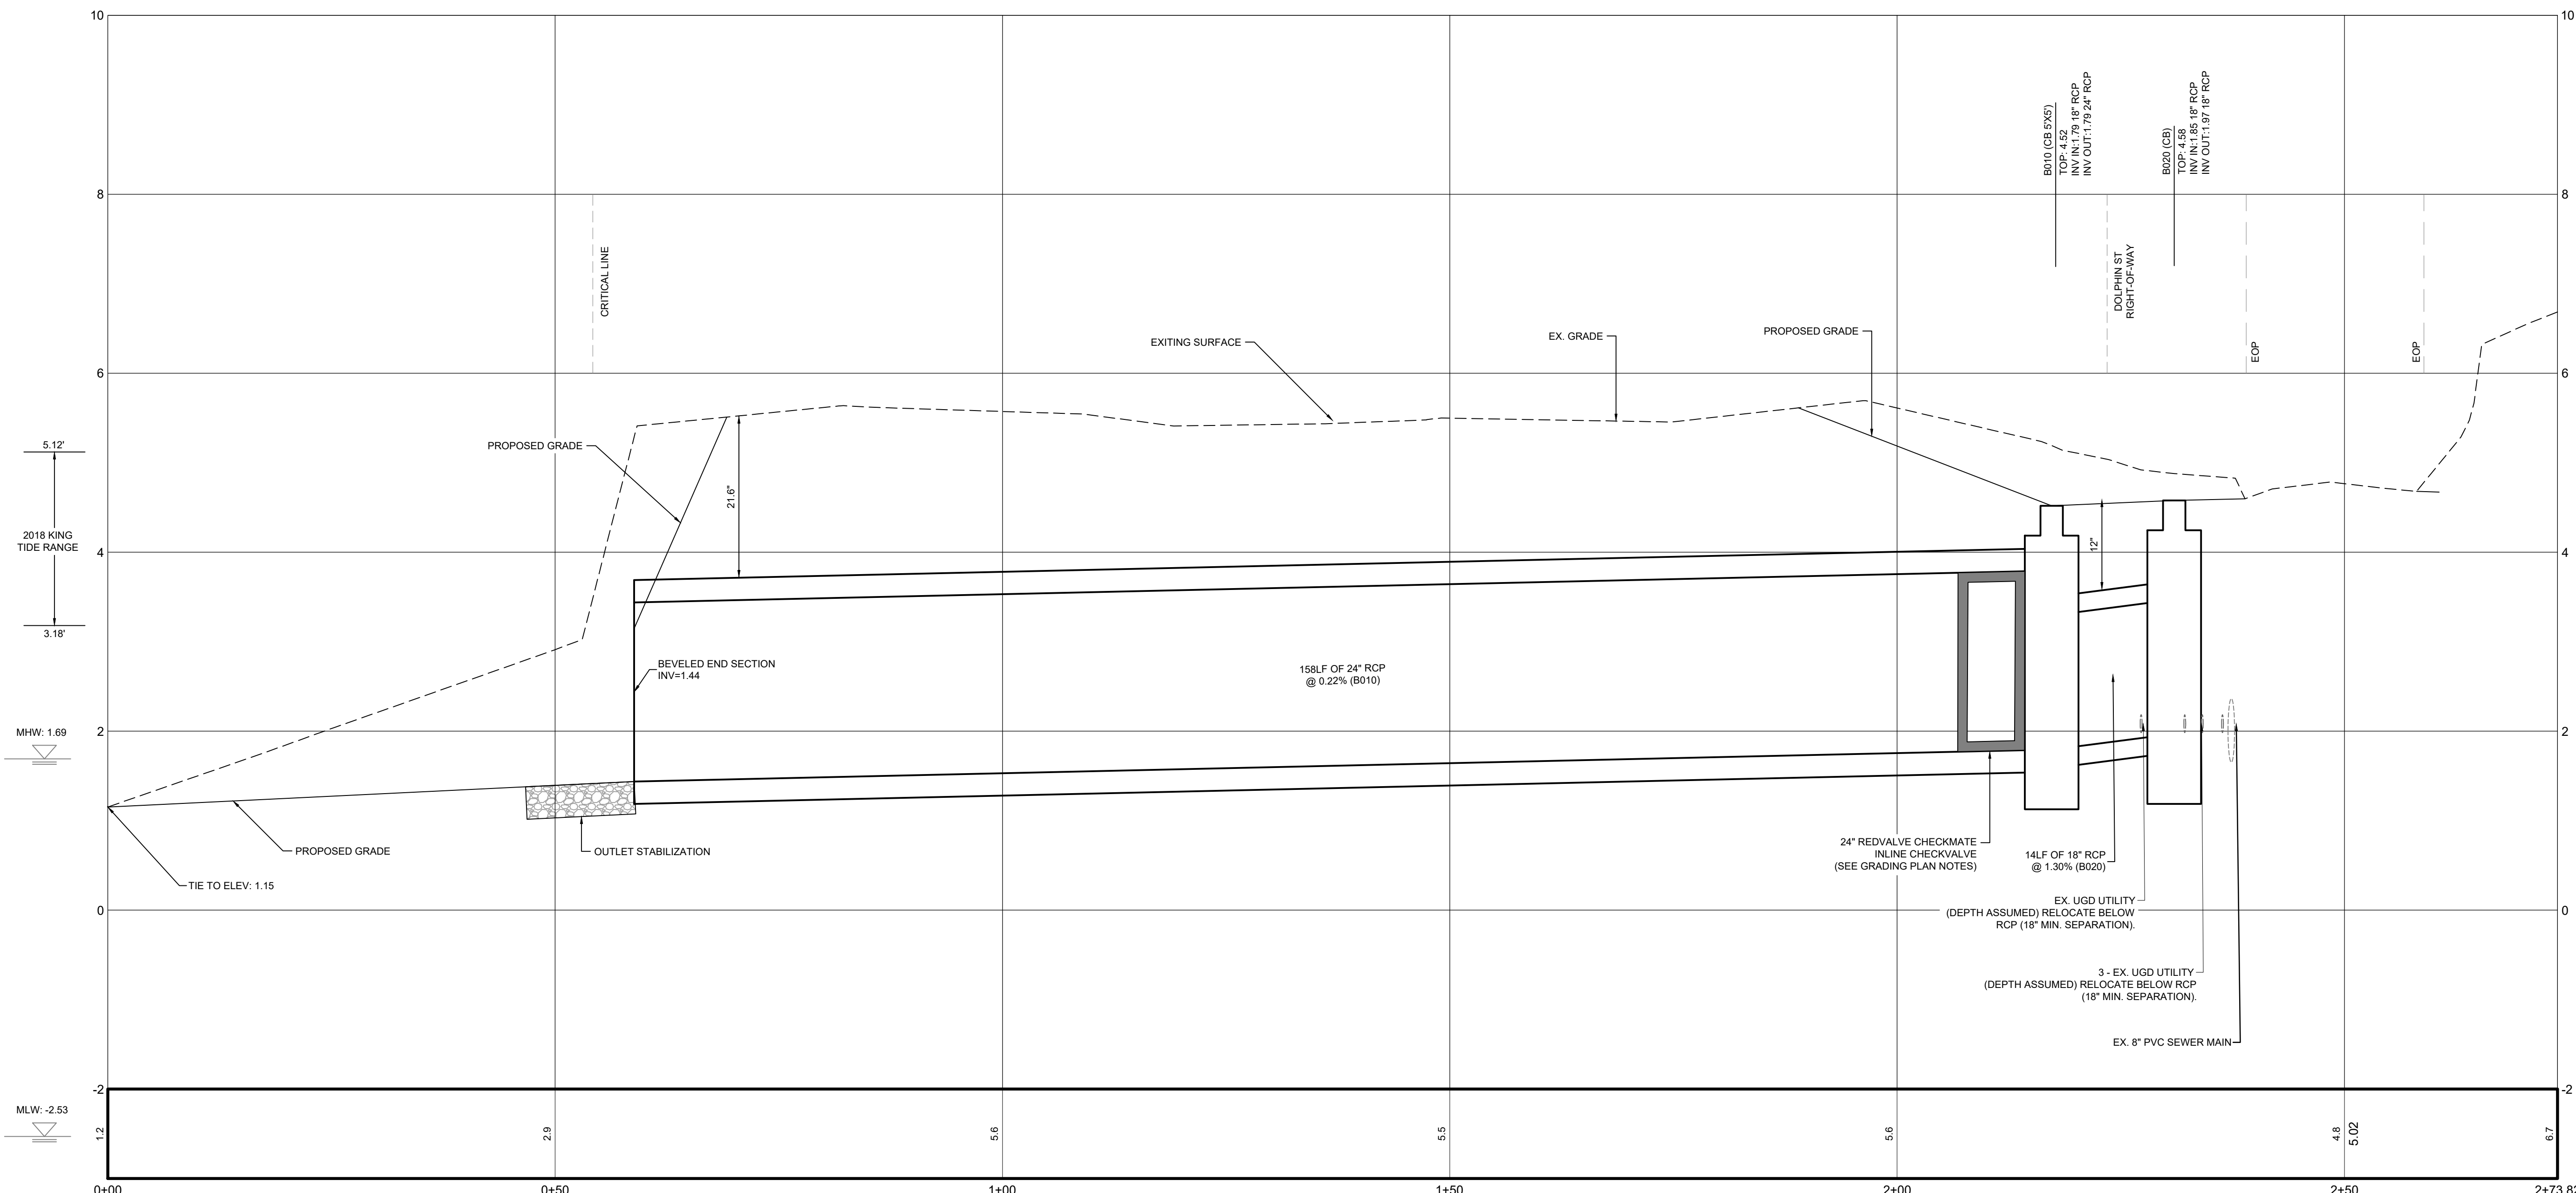 10
10
B010 (CB 5'X5')
TOP: 4.52
INV IN:1.79 18" RCP
INV OUT:1.79 24" RCP
B020 (CB)
TOP: 4.58
INV IN:1.85 18" RCP
INV OUT:1.97 18" RCP
8
8
CRITICAL LINE
DOLPHIN ST
RIGHT-OF-WAY
EOP
EOP
EXITING SURFACE
EX. GRADE
PROPOSED GRADE
6
6
5.12'
PROPOSED GRADE
21.6"
2018 KING
TIDE RANGE
4
12"
4
3.18'
BEVELED END SECTION
INV=1.44
158LF OF 24" RCP
@ 0.22% (B010)
MHW: 1.69
2
2
PROPOSED GRADE
OUTLET STABILIZATION
24" REDVALVE CHECKMATE
INLINE CHECKVALVE
(SEE GRADING PLAN NOTES)
14LF OF 18" RCP
@ 1.30% (B020)
TIE TO ELEV: 1.15
0
0
EX. UGD UTILITY
(DEPTH ASSUMED) RELOCATE BELOW
RCP (18" MIN. SEPARATION).
3 - EX. UGD UTILITY
(DEPTH ASSUMED) RELOCATE BELOW RCP
(18" MIN. SEPARATION).
EX. 8" PVC SEWER MAIN
-2
-2
MLW: -2.53
1.2
2.9
5.6
5.5
5.6
4.8
5.02
6.7
0+00
0+50
1+00
1+50
2+00
2+50